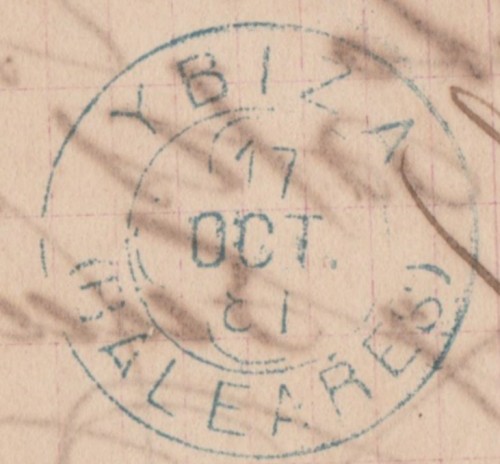 YBIZA
17
OCT.
81
(BALEARES)